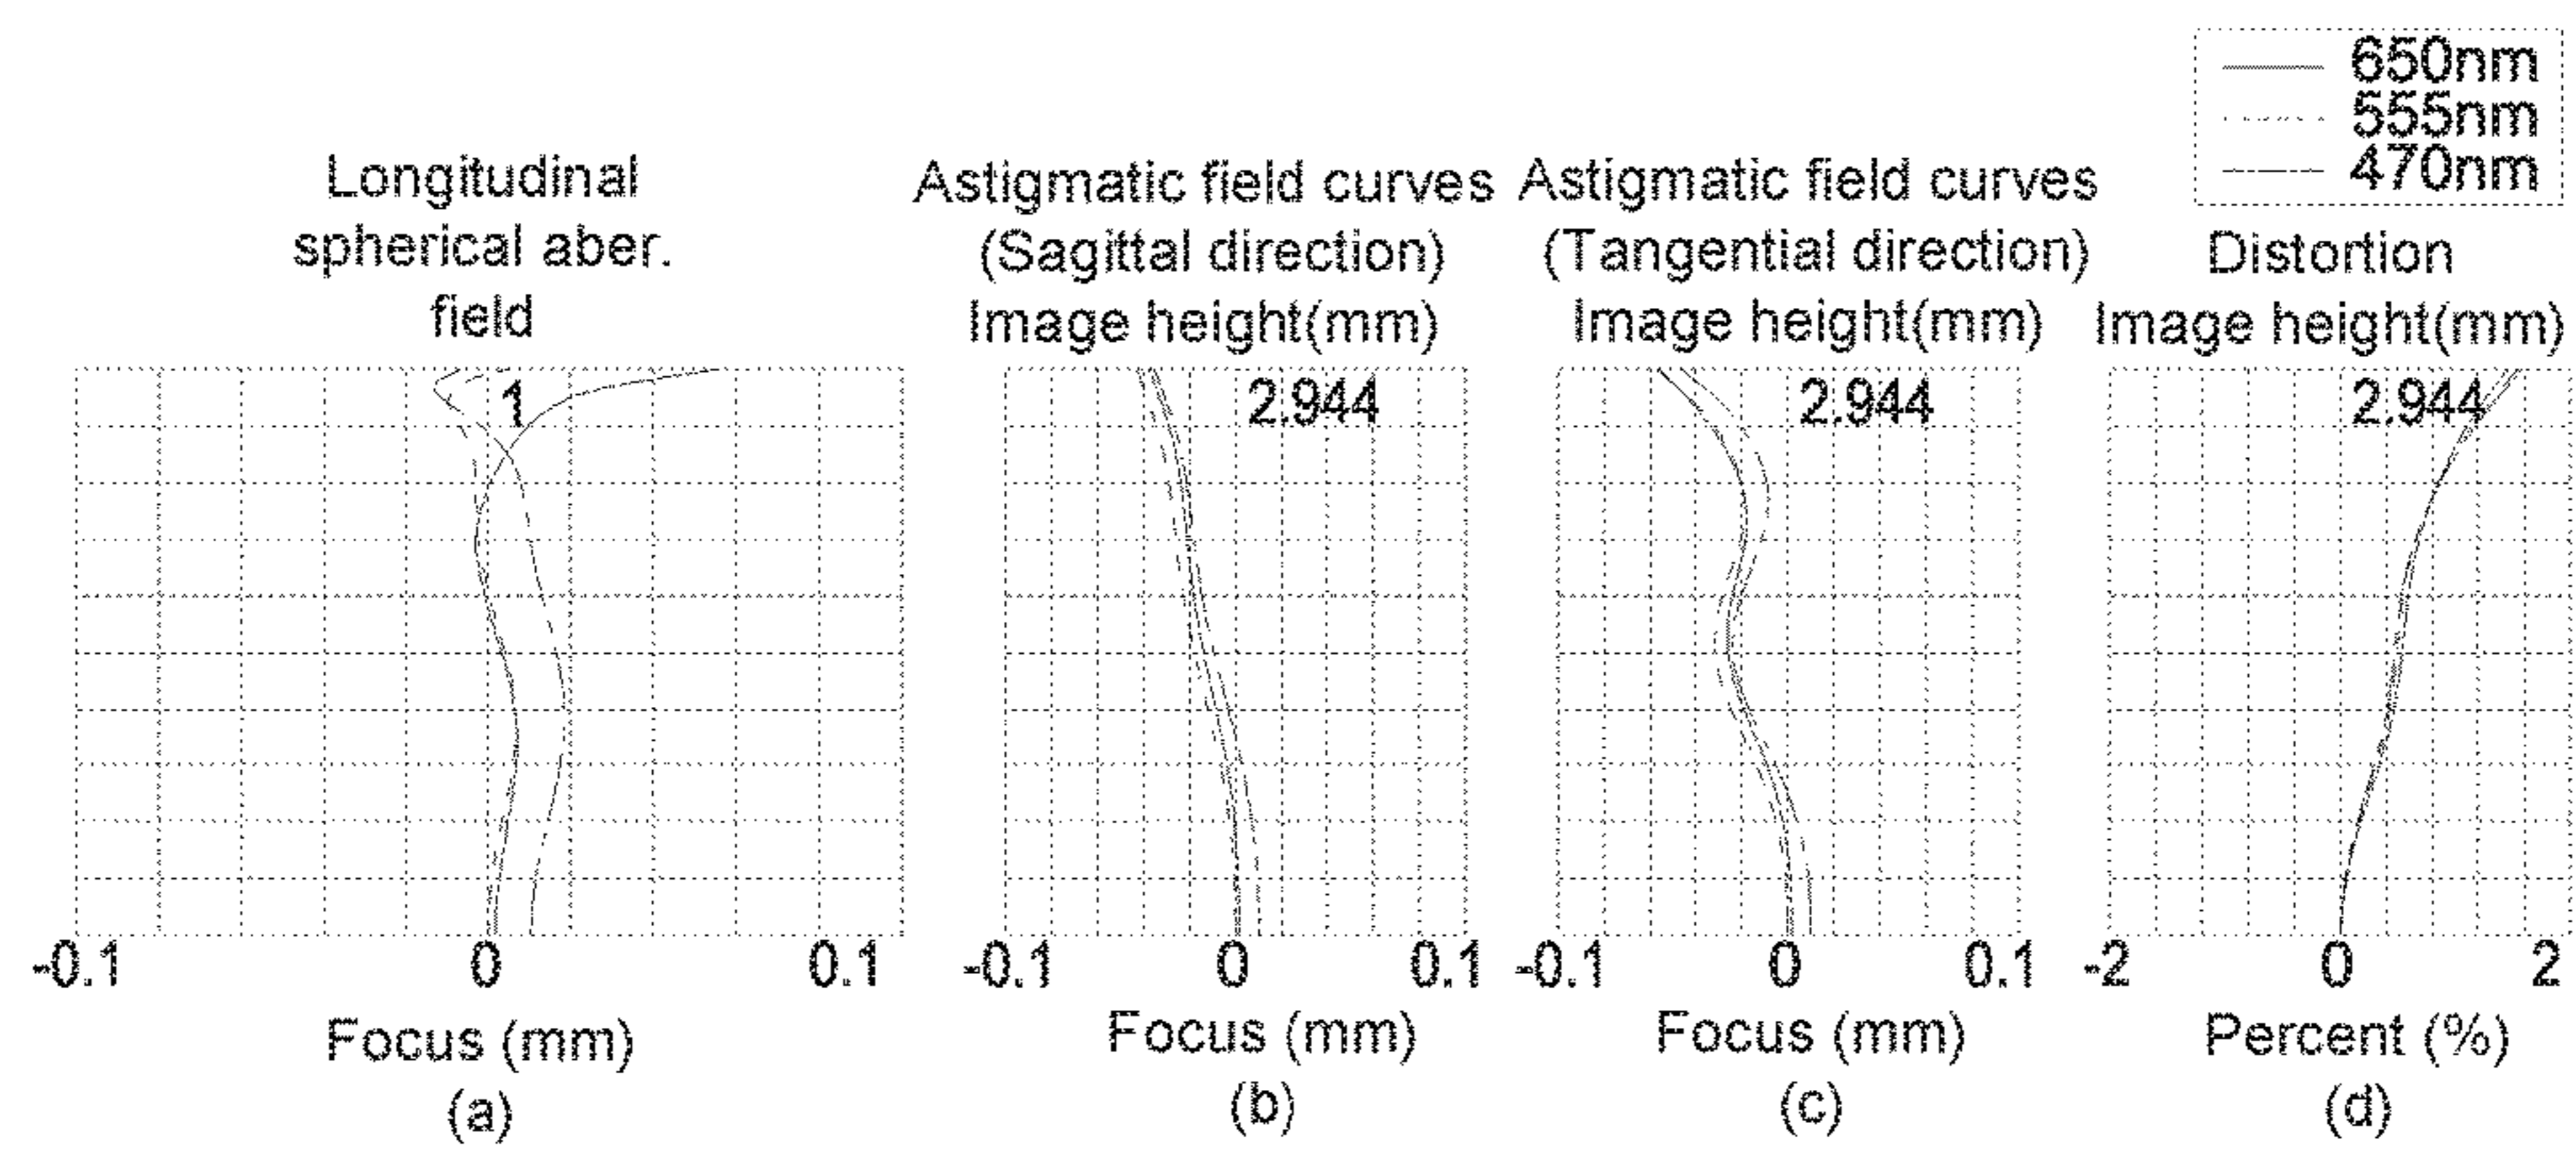 650nm
555nm
470nm
Longitudinal
spherical aber.
field
1
-0.1 0 0.1
Focus (mm)
(a)
Astigmatic field curves
(Sagittal direction)
Image height(mm)
2.944
-0.1 0 0.1
Focus (mm)
(b)
Astigmatic field curves
(Tangential direction)
Image height(mm)
2.944
-0.1 0 0.1
Focus (mm)
(c)
Distortion
Image height(mm)
2.944
-2 0 2
Percent (%)
(d)